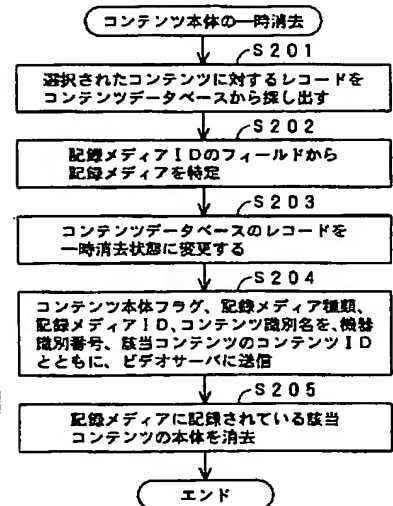 コンテンツ本体の一時消去
S201
選択されたコンテンツに対するレコードを
コンテンツデータベースから探し出す
S202
記録メディアIDのフィールドから
記録メディアを特定
S203
コンテンツデータベースのレコードを
一時消去状態に変更する
S204
コンテンツ本体フラグ、記録メディア種類、
記録メディアID、コンテンツ識別名を、機器
識別番号、該当コンテンツのコンテンツID
とともに、ビデオサーバに送信
S205
記録メディアに記録されている該当
コンテンツの本体を消去
エンド